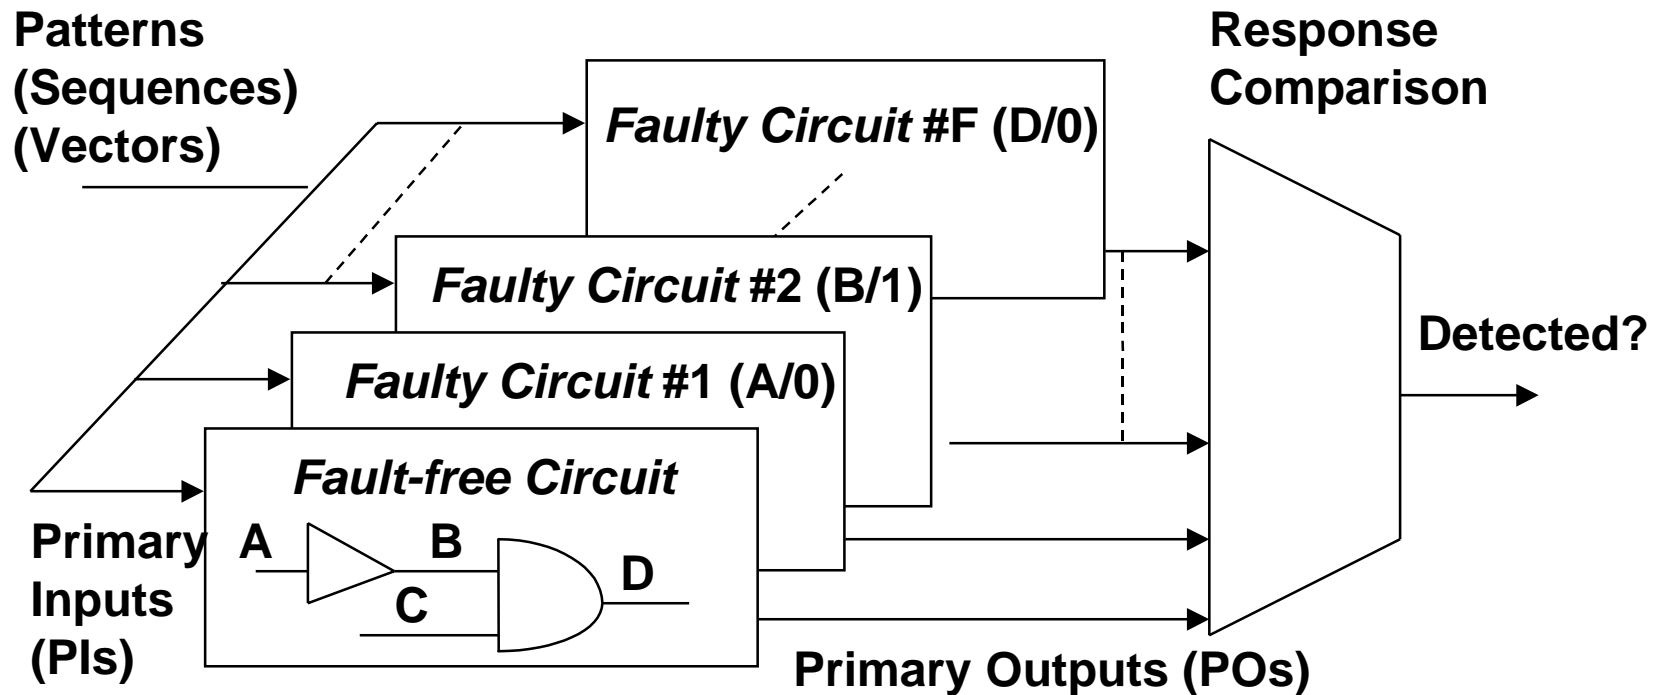 Patterns
(Sequences)
(Vectors)
Response
Comparison
Faulty Circuit #F (D/0)
Faulty Circuit #2 (B/1)
Detected?
Faulty Circuit #1 (A/0)
Fault-free Circuit
Primary
Inputs
(PIs)
A
B
C
D
Primary Outputs (POs)